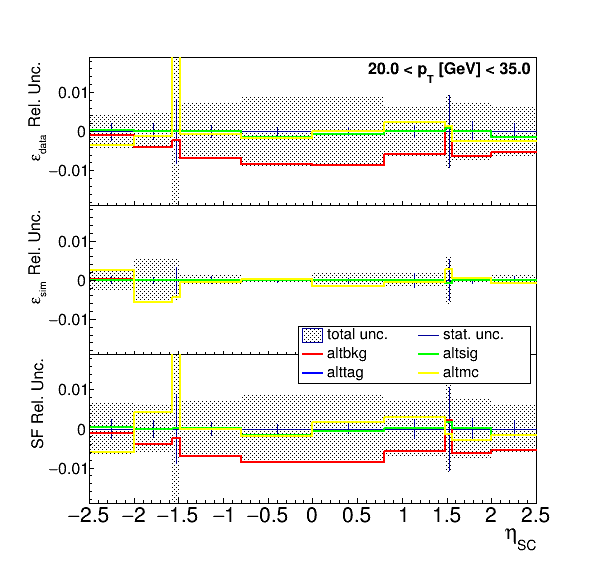 20.0 < p_T [GeV] < 35.0
ε_data Rel. Unc.
0.01
0
−0.01
ε_sim Rel. Unc.
0.01
0
−0.01
total unc. stat. unc.
altbkg altsig
alttag altmc
SF Rel. Unc.
0.01
0
−0.01
−2.5 −2 −1.5 −1 −0.5 0 0.5 1 1.5 2 2.5
η_SC